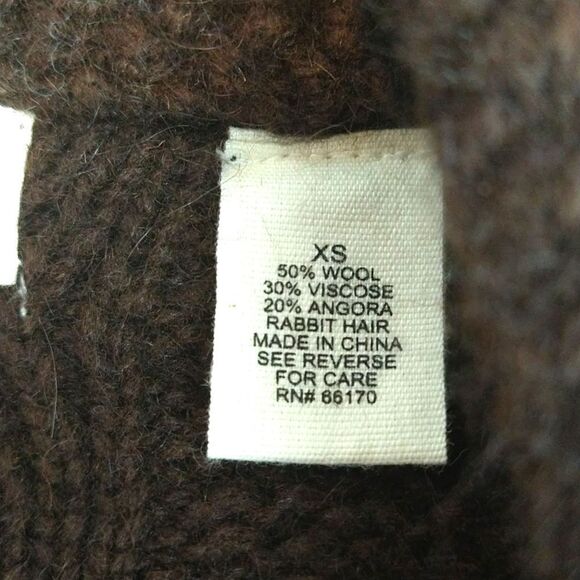 XS
50% WOOL
30% VISCOSE
20% ANGORA
RABBIT HAIR
MADE IN CHINA
SEE REVERSE
FOR CARE
RN# 66170